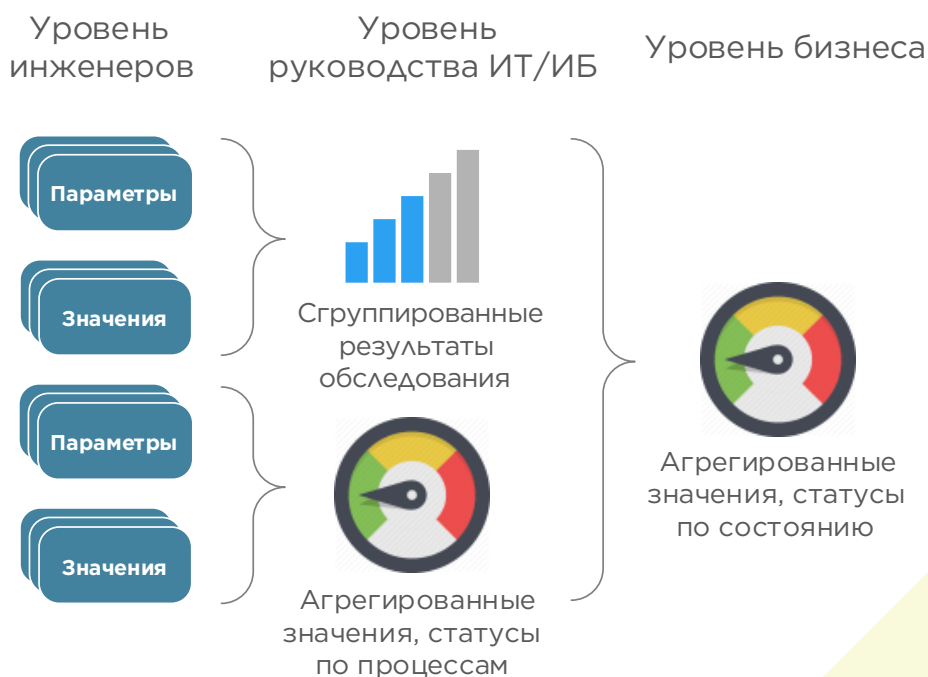 Уровень
инженеров
Уровень
руководства ИТ/ИБ
Уровень бизнеса
Параметры
Значения
Параметры
Значения
Сгруппированные
результаты
обследования
Агрегированные
значения, статусы
по процессам
Агрегированные
значения, статусы
по состоянию